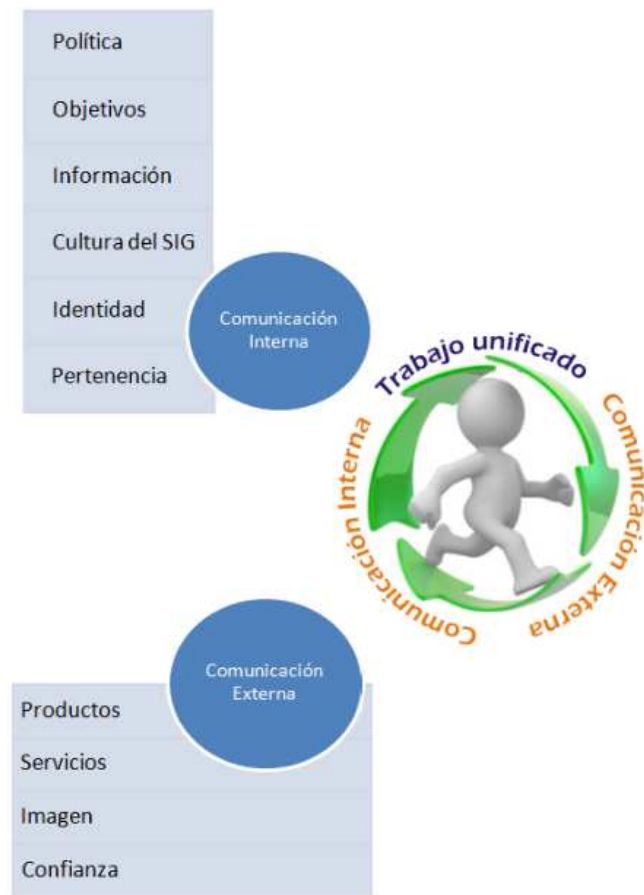 Política
Objetivos
Información
Cultura del SIG
Identidad
Pertenencia
Comunicación
Interna
Trabajo unificado
Comunicación Externa
Comunicación Interna
Comunicación
Externa
Productos
Servicios
Imagen
Confianza